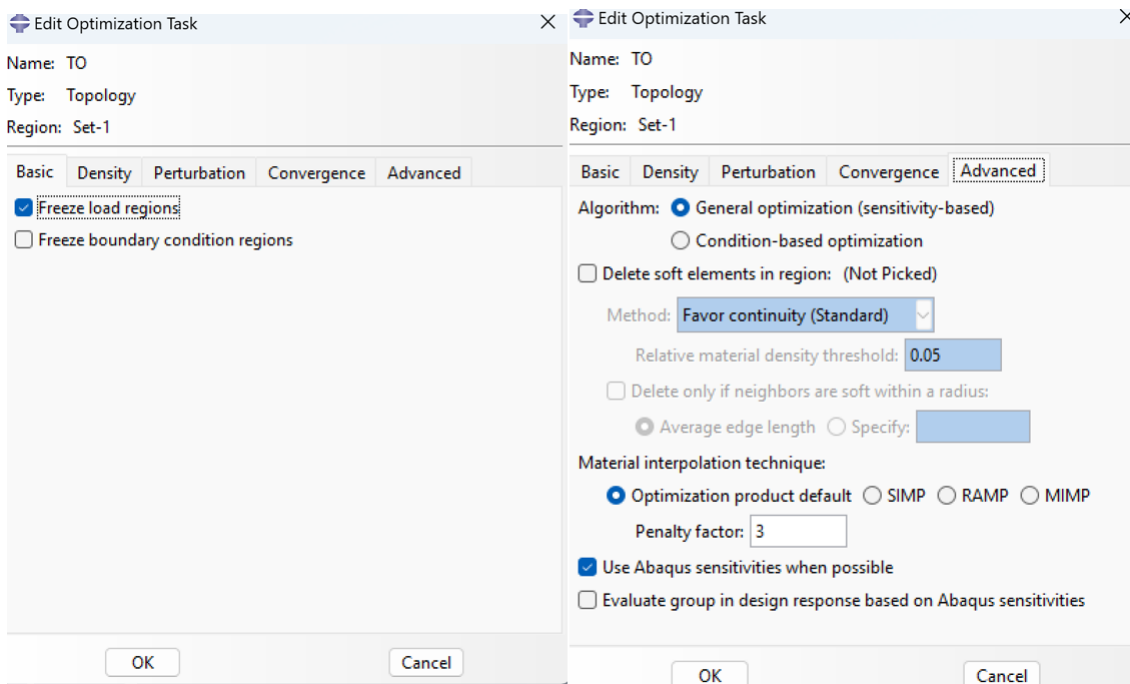 Edit Optimization Task
Name: TO
Type: Topology
Region: Set-1
Basic Density Perturbation Convergence Advanced
Freeze load regions
Freeze boundary condition regions
OK Cancel
Edit Optimization Task
Name: TO
Type: Topology
Region: Set-1
Basic Density Perturbation Convergence Advanced
Algorithm: General optimization (sensitivity-based)
Condition-based optimization
Delete soft elements in region: (Not Picked)
Method: Favor continuity (Standard)
Relative material density threshold: 0.05
Delete only if neighbors are soft within a radius:
Average edge length Specify:
Material interpolation technique:
Optimization product default SIMP RAMP MIMP
Penalty factor: 3
Use Abaqus sensitivities when possible
Evaluate group in design response based on Abaqus sensitivities
OK Cancel